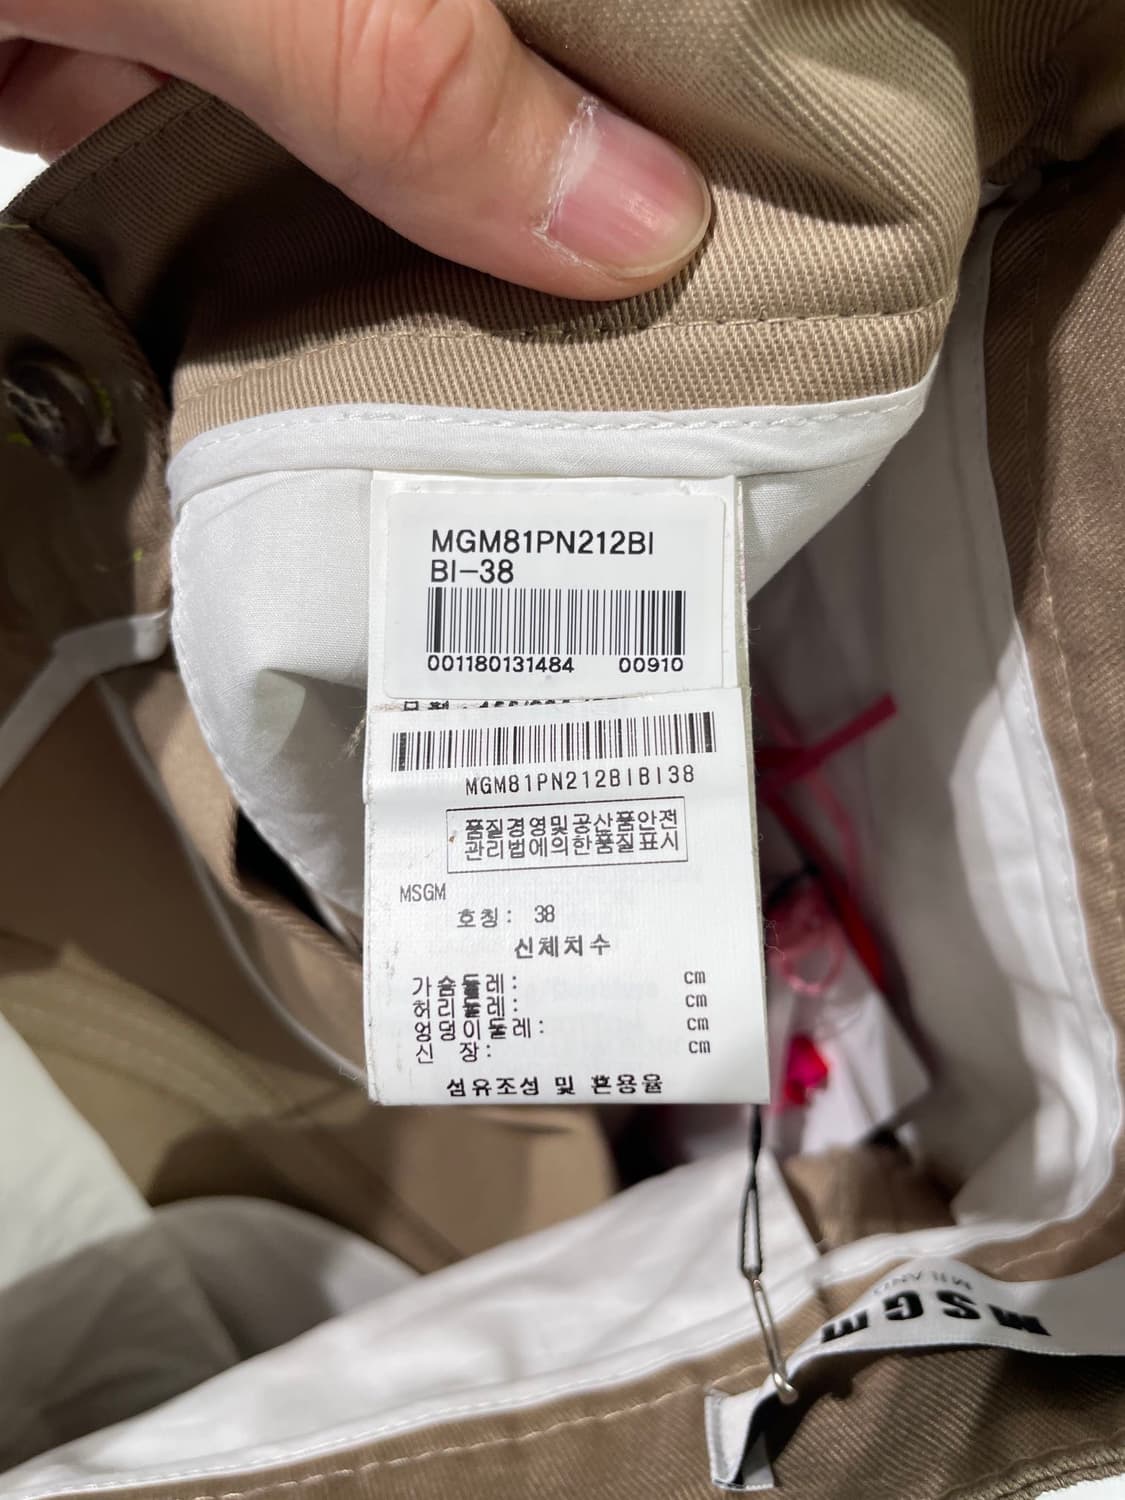 MGM81PN212BI
BI-38
001180131484 00910
MGM81PN212BIBI38
품질경영및공산품안전
관리법에의한품질표시
MSGM
호칭: 38
신체치수
가슴둘레: cm
허리둘레: cm
엉덩이둘레: cm
신 장: cm
섬유조성 및 혼용율
MSGM
MILANO